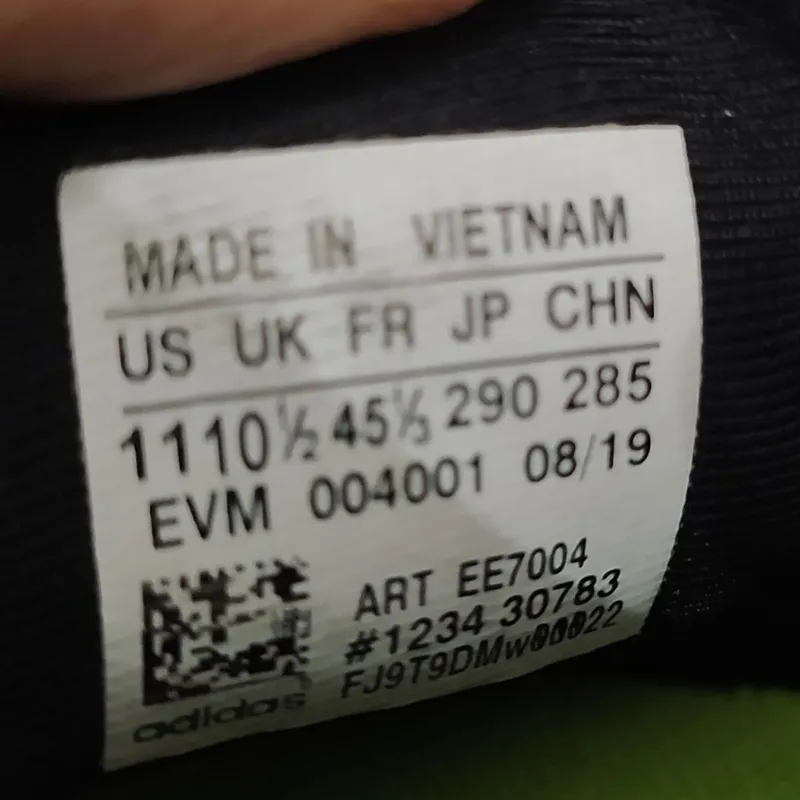 MADE IN VIETNAM
US UK FR JP CHN
11 10½ 45⅓ 290 285
EVM 004001 08/19
ART EE7004
#1234 30783
FJ9T9DMw00022
adidas